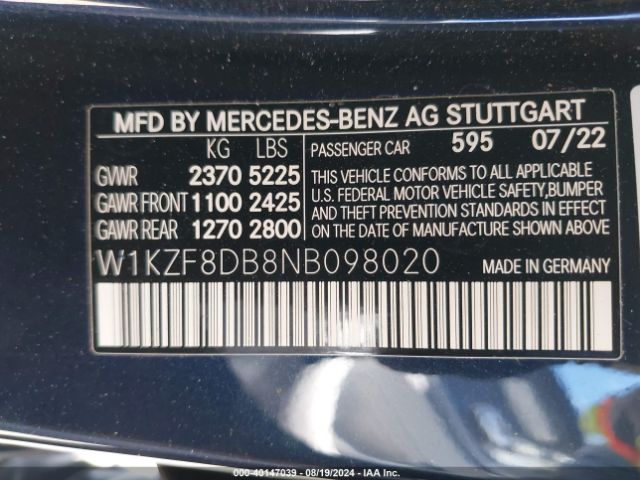 MFD BY MERCEDES-BENZ AG STUTTGART
KG LBS
GWR 2370 5225
GAWR FRONT 1100 2425
GAWR REAR 1270 2800
PASSENGER CAR 595 07/22
THIS VEHICLE CONFORMS TO ALL APPLICABLE
U.S. FEDERAL MOTOR VEHICLE SAFETY,BUMPER
AND THEFT PREVENTION STANDARDS IN EFFECT
ON THE DATE OF MANUFACTURE SHOWN ABOVE
W1KZF8DB8NB098020 MADE IN GERMANY
000-40147039 - 08/19/2024 - IAA Inc.